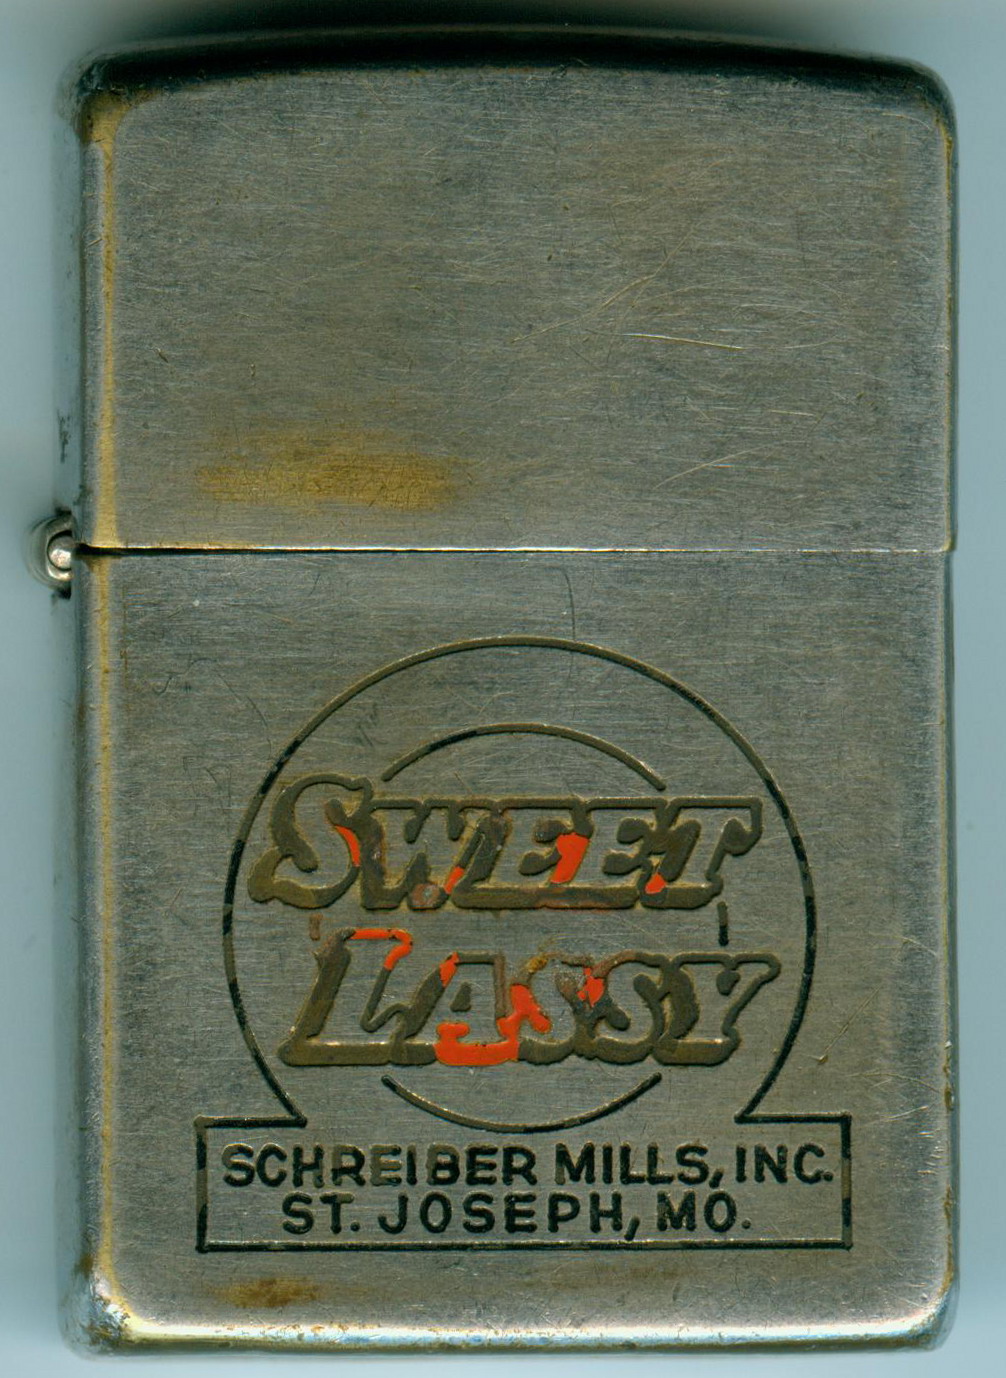 SWEET
LASSY
SCHREIBER MILLS, INC.
ST. JOSEPH, MO.